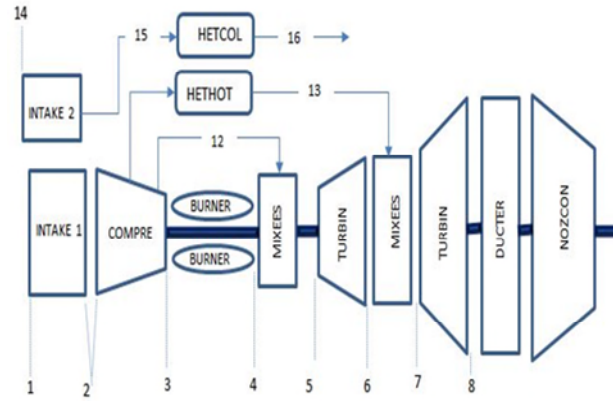 14
15
HETCOL
16
INTAKE 2
HETHOT
13
12
INTAKE 1
COMPRE
BURNER
BURNER
MIXEES
TURBIN
MIXEES
TURBIN
DUCTER
NOZCON
1
2
3
4
5
6
7
8